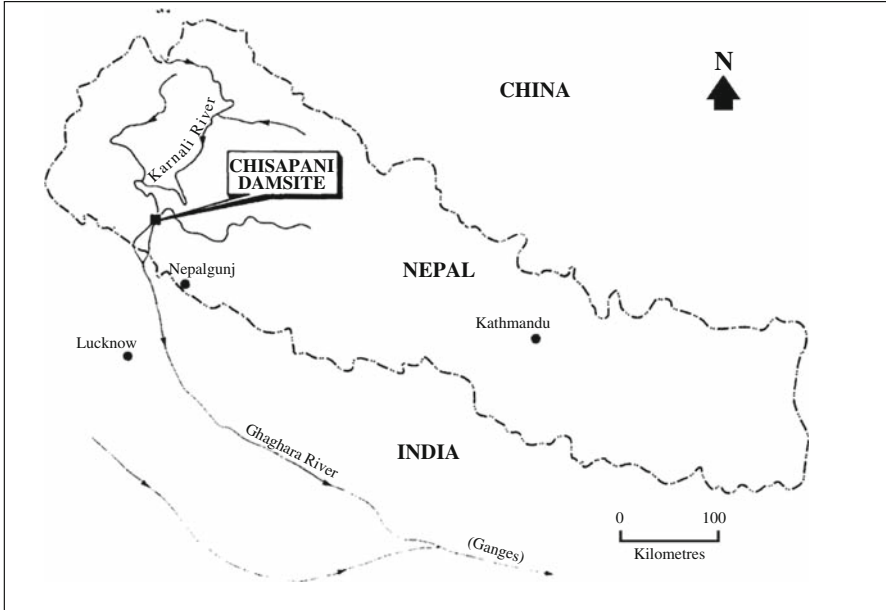 CHINA
N
Karnali River
CHISAPANI
DAMSITE
NEPAL
Nepalgunj
Kathmandu
Lucknow
Ghaghara River
INDIA
0 100
Kilometres
(Ganges)